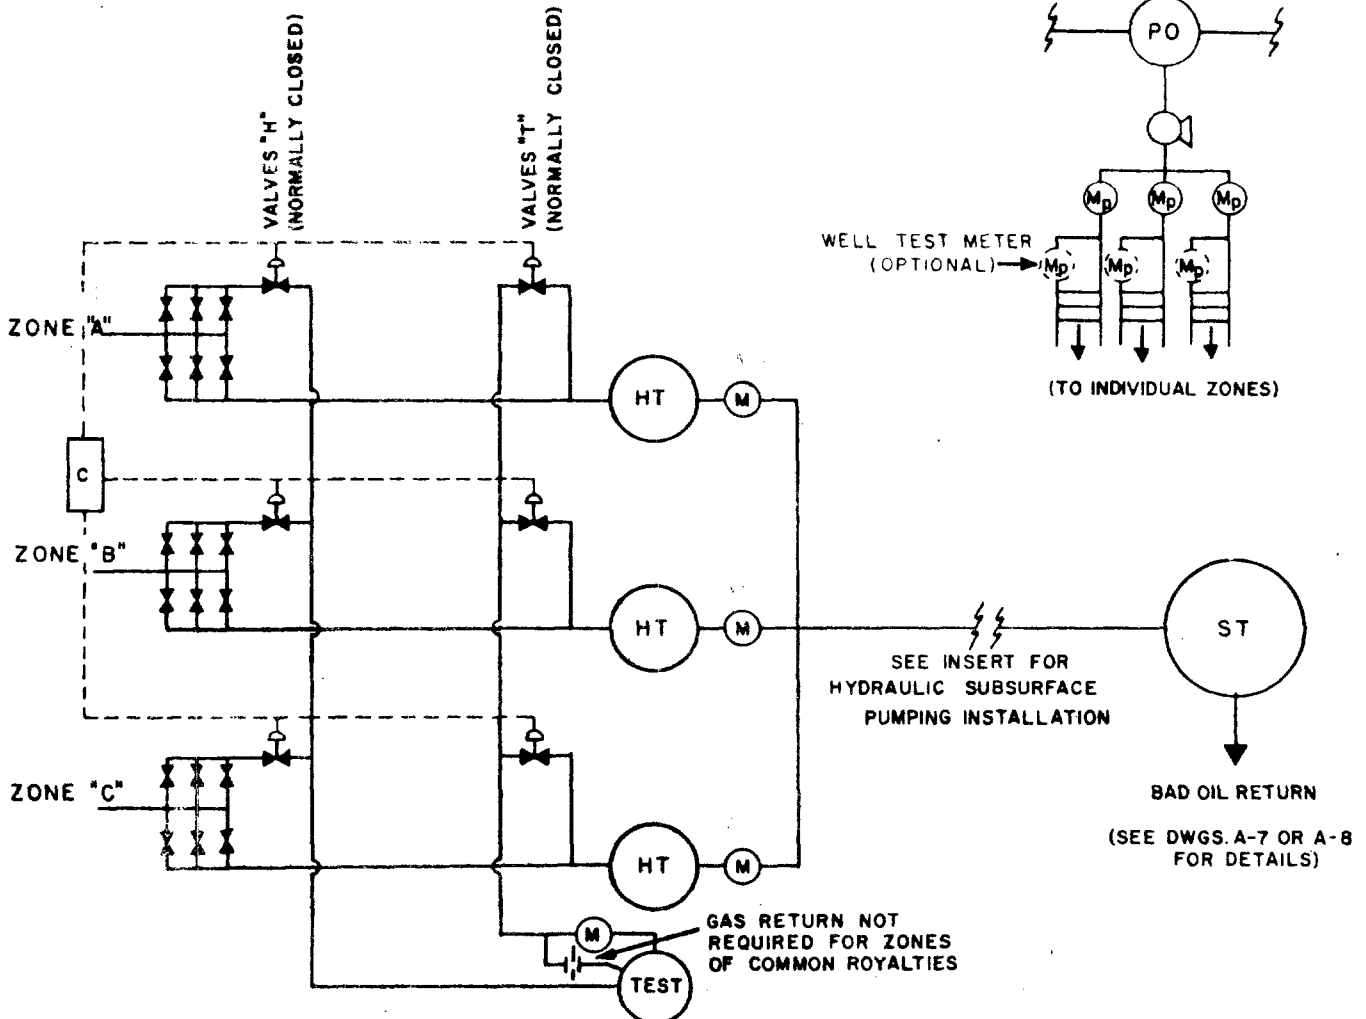 VALVES "H"
(NORMALLY CLOSED)
VALVES "T"
(NORMALLY CLOSED)
PO
Mp
Mp
Mp
WELL TEST METER
(OPTIONAL)
Mp
Mp
Mp
(TO INDIVIDUAL ZONES)
ZONE "A"
HT
M
C
ZONE "B"
HT
M
ST
SEE INSERT FOR
HYDRAULIC SUBSURFACE
PUMPING INSTALLATION
BAD OIL RETURN
(SEE DWGS. A-7 OR A-8
FOR DETAILS)
ZONE "C"
HT
M
M
GAS RETURN NOT
REQUIRED FOR ZONES
OF COMMON ROYALTIES
TEST